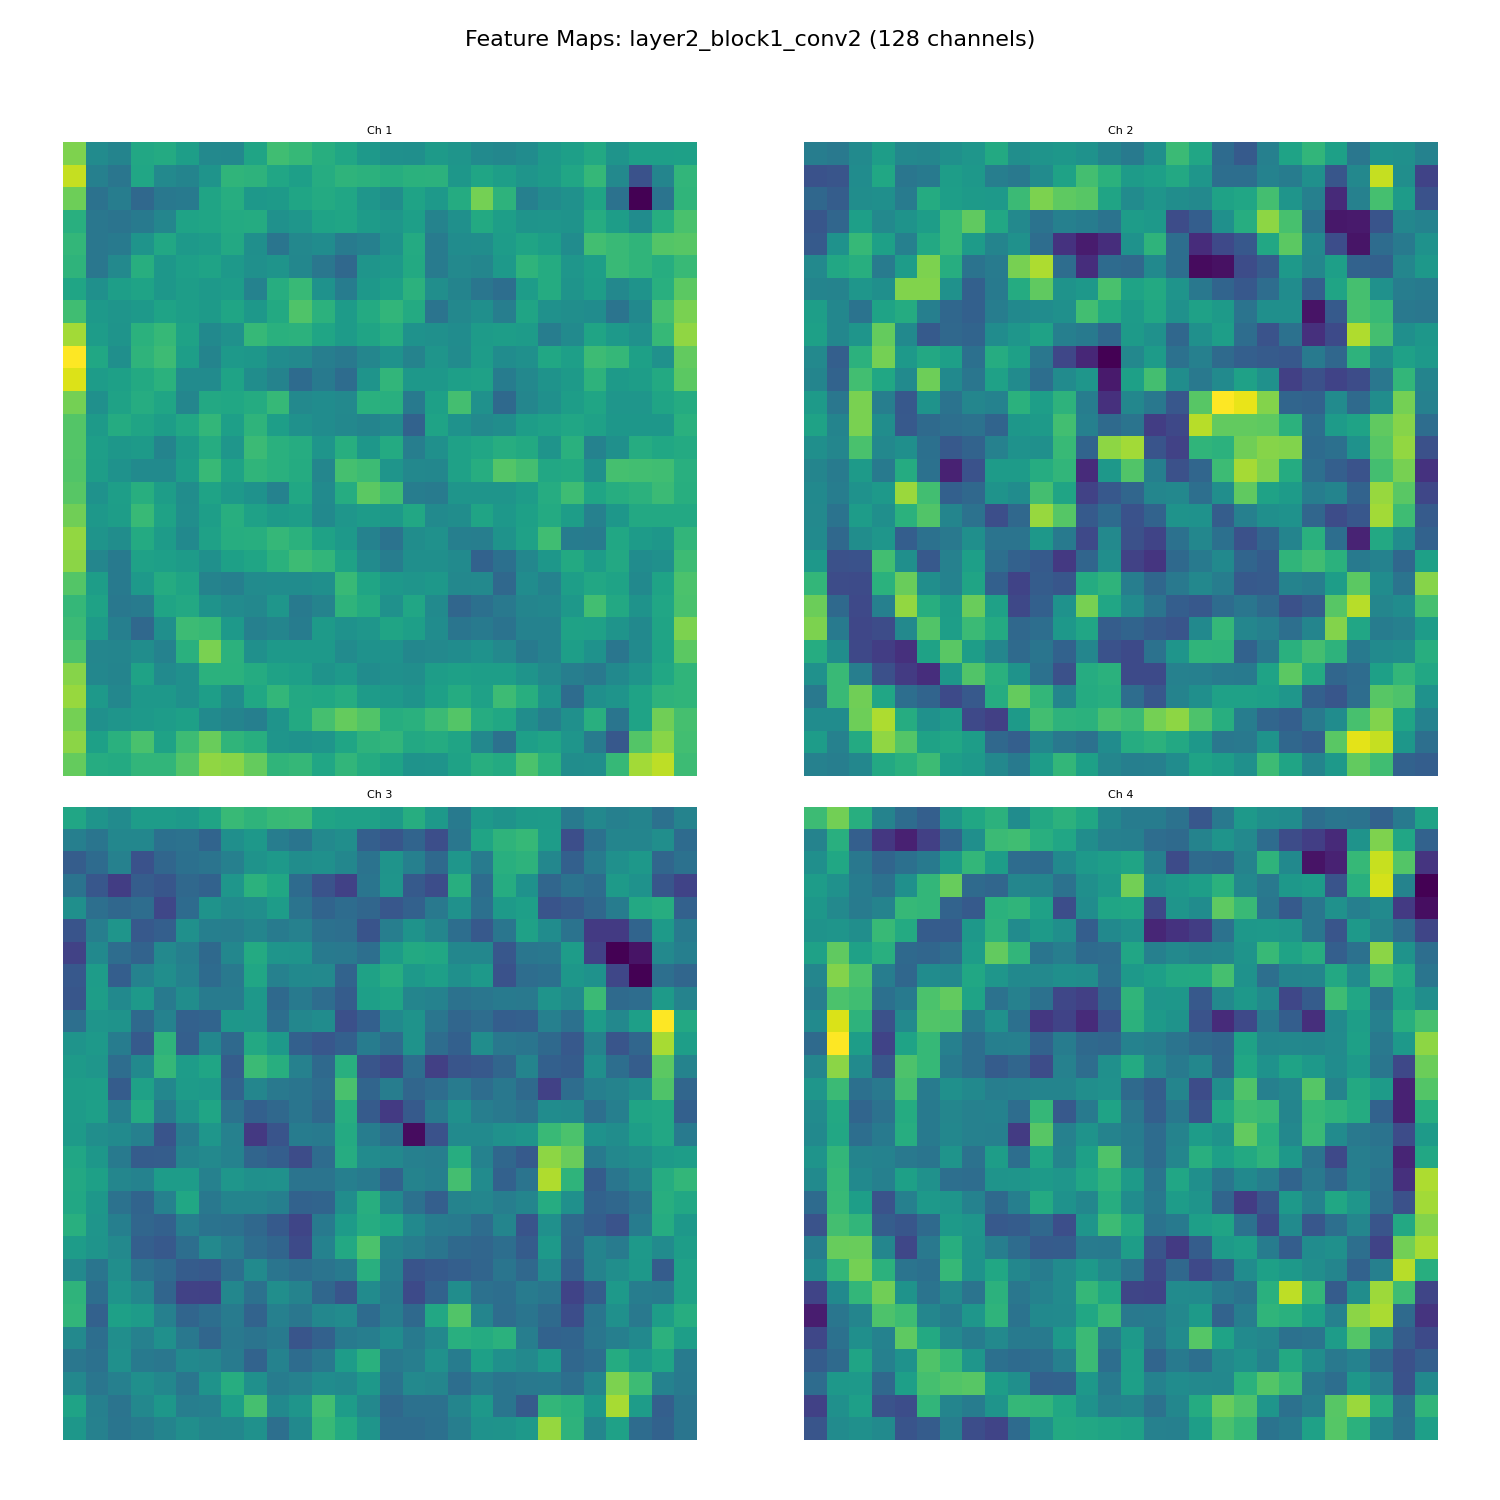 Feature Maps: layer2_block1_conv2 (128 channels)
Ch 1
Ch 2
Ch 3
Ch 4